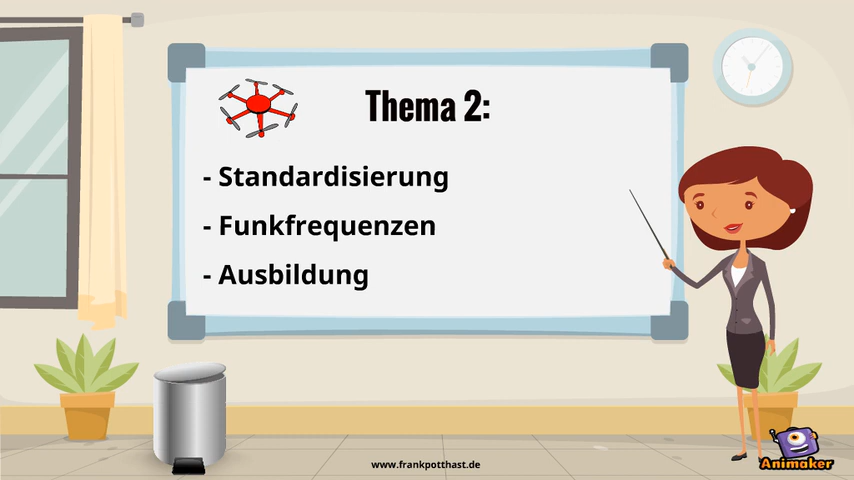 Thema 2:
- Standardisierung
- Funkfrequenzen
- Ausbildung
www.frankpotthast.de
Animaker